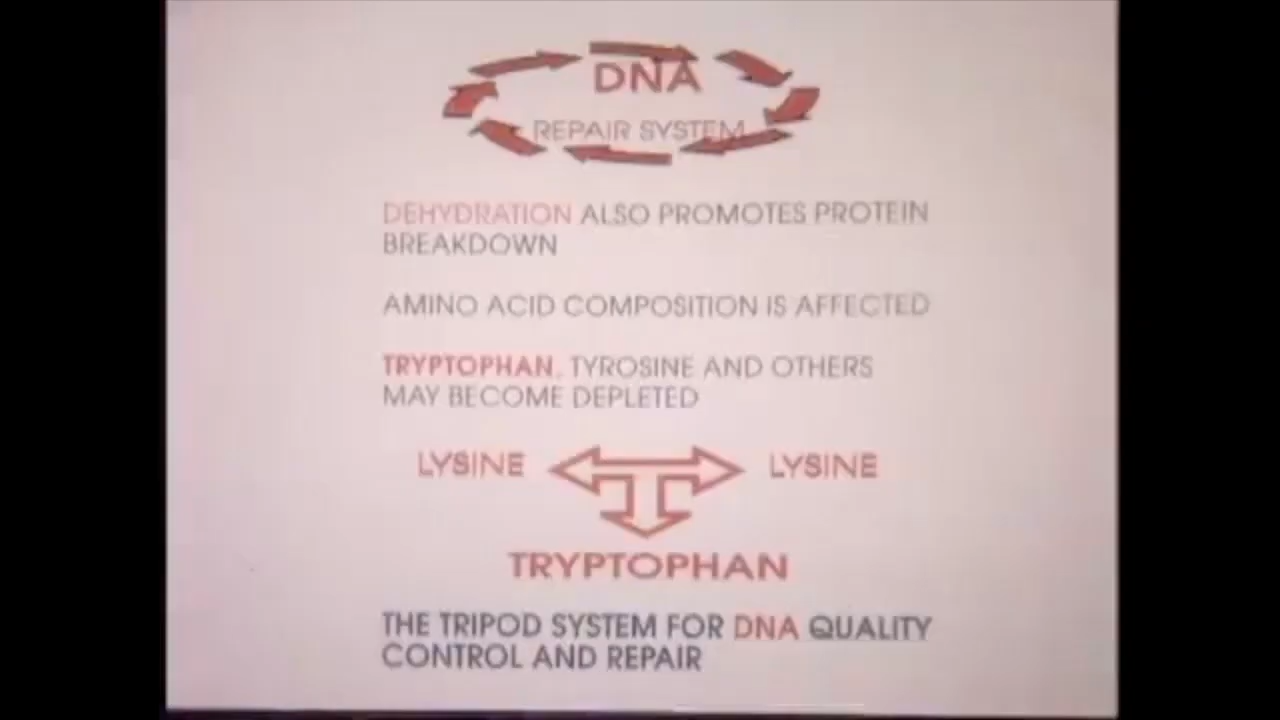 DNA
REPAIR SYSTEM
DEHYDRATION ALSO PROMOTES PROTEIN
BREAKDOWN
AMINO ACID COMPOSITION IS AFFECTED
TRYPTOPHAN, TYROSINE AND OTHERS
MAY BECOME DEPLETED
LYSINE LYSINE
TRYPTOPHAN
THE TRIPOD SYSTEM FOR DNA QUALITY
CONTROL AND REPAIR